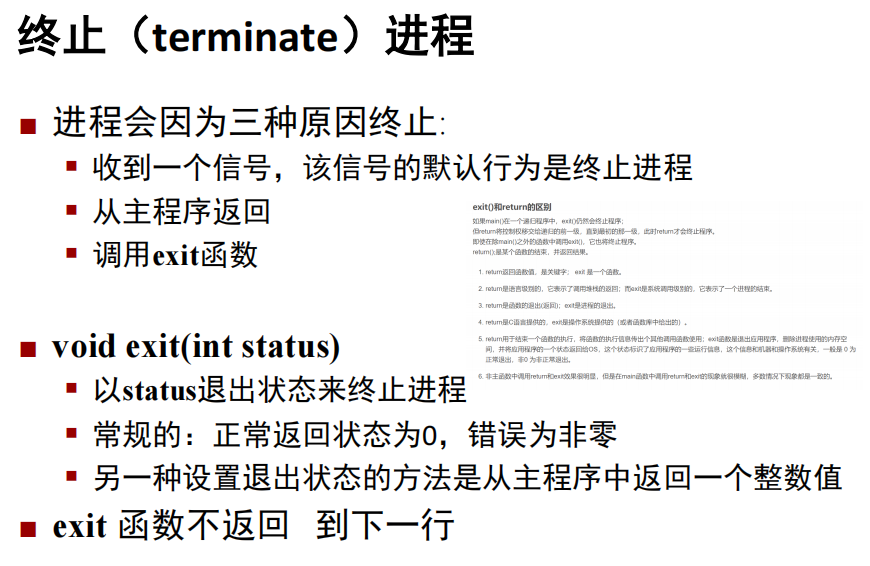 终止（terminate）进程
进程会因为三种原因终止:
收到一个信号，该信号的默认行为是终止进程
从主程序返回
调用exit函数
exit()和return的区别
如果main()在一个递归程序中，exit()仍然会终止程序；
但return将控制权移交给递归的前一级，直到最初的那一级，此时return才会终止程序。
即使在除main()之外的函数中调用exit()，它也将终止程序。
return();是某个函数的结束，并返回结果。
1. return返回函数值，是关键字； exit 是一个函数。
2. return是语言级别的，它表示了调用堆栈的返回；而exit是系统调用级别的，它表示了一个进程的结束。
3. return是函数的退出(返回)；exit是进程的退出。
4. return是C语言提供的，exit是操作系统提供的（或者函数库中给出的）。
5. return用于结束一个函数的执行，将函数的执行信息传出个其他调用函数使用；exit函数是退出应用程序，删除进程使用的内存空
间，并将应用程序的一个状态返回给OS，这个状态标识了应用程序的一些运行信息，这个信息和机器和操作系统有关，一般是 0 为
正常退出，非0 为非正常退出。
6. 非主函数中调用return和exit效果很明显，但是在main函数中调用return和exit的现象就很模糊，多数情况下现象都是一致的。
void exit(int status)
以status退出状态来终止进程
常规的：正常返回状态为0，错误为非零
另一种设置退出状态的方法是从主程序中返回一个整数值
exit 函数不返回 到下一行